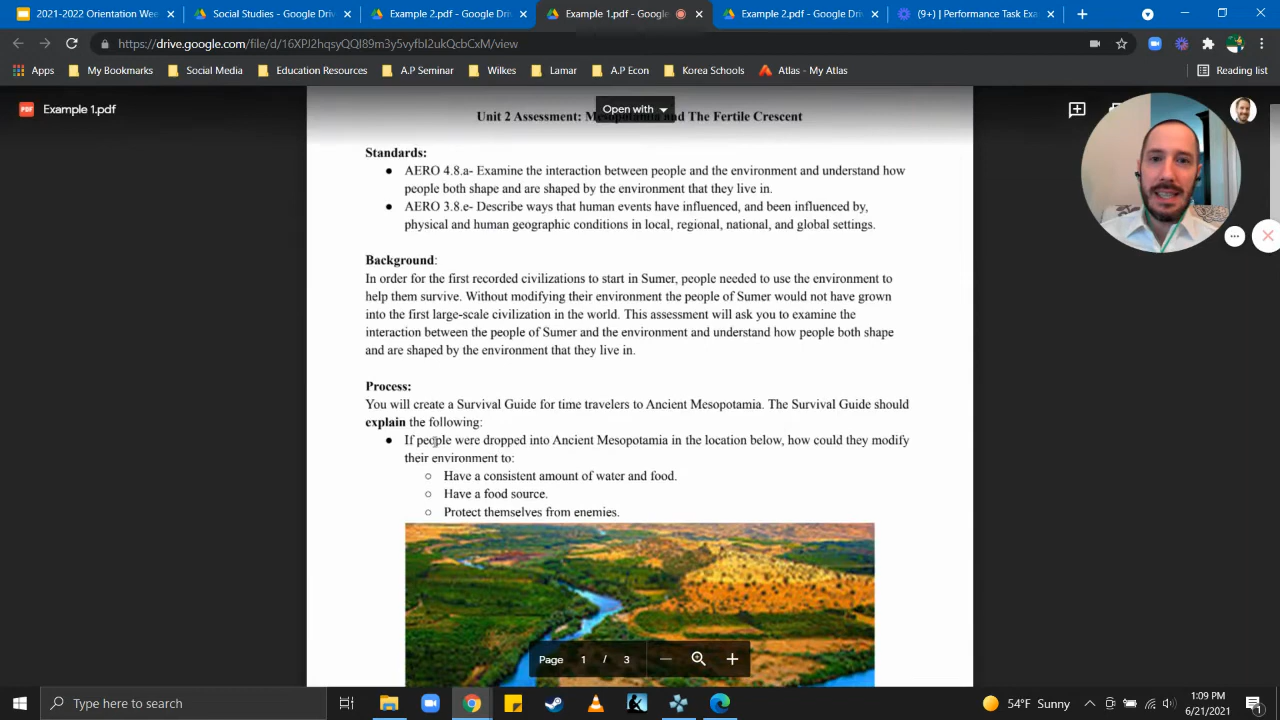 2021-2022 Orientation Wee
Social Studies - Google Driv
Example 2.pdf - Google Driv
Example 1.pdf - Google
Example 2.pdf - Google Driv
(9+) | Performance Task Exa
https://drive.google.com/file/d/16XPJ2hqsyQQI89m3y5vyfbI2ukQcbCxM/view
Apps
My Bookmarks
Social Media
Education Resources
A.P Seminar
Wilkes
Lamar
A.P Econ
Korea Schools
Atlas - My Atlas
Reading list
PDF
Example 1.pdf
Open with
Unit 2 Assessment: Mesopotamia and The Fertile Crescent
Standards:
● AERO 4.8.a- Examine the interaction between people and the environment and understand how
people both shape and are shaped by the environment that they live in.
● AERO 3.8.e- Describe ways that human events have influenced, and been influenced by,
physical and human geographic conditions in local, regional, national, and global settings.
Background:
In order for the first recorded civilizations to start in Sumer, people needed to use the environment to
help them survive. Without modifying their environment the people of Sumer would not have grown
into the first large-scale civilization in the world. This assessment will ask you to examine the
interaction between the people of Sumer and the environment and understand how people both shape
and are shaped by the environment that they live in.
Process:
You will create a Survival Guide for time travelers to Ancient Mesopotamia. The Survival Guide should
explain the following:
● If people were dropped into Ancient Mesopotamia in the location below, how could they modify
their environment to:
○ Have a consistent amount of water and food.
○ Have a food source.
○ Protect themselves from enemies.
Page 1 / 3
Type here to search
54°F Sunny
1:09 PM
6/21/2021
1